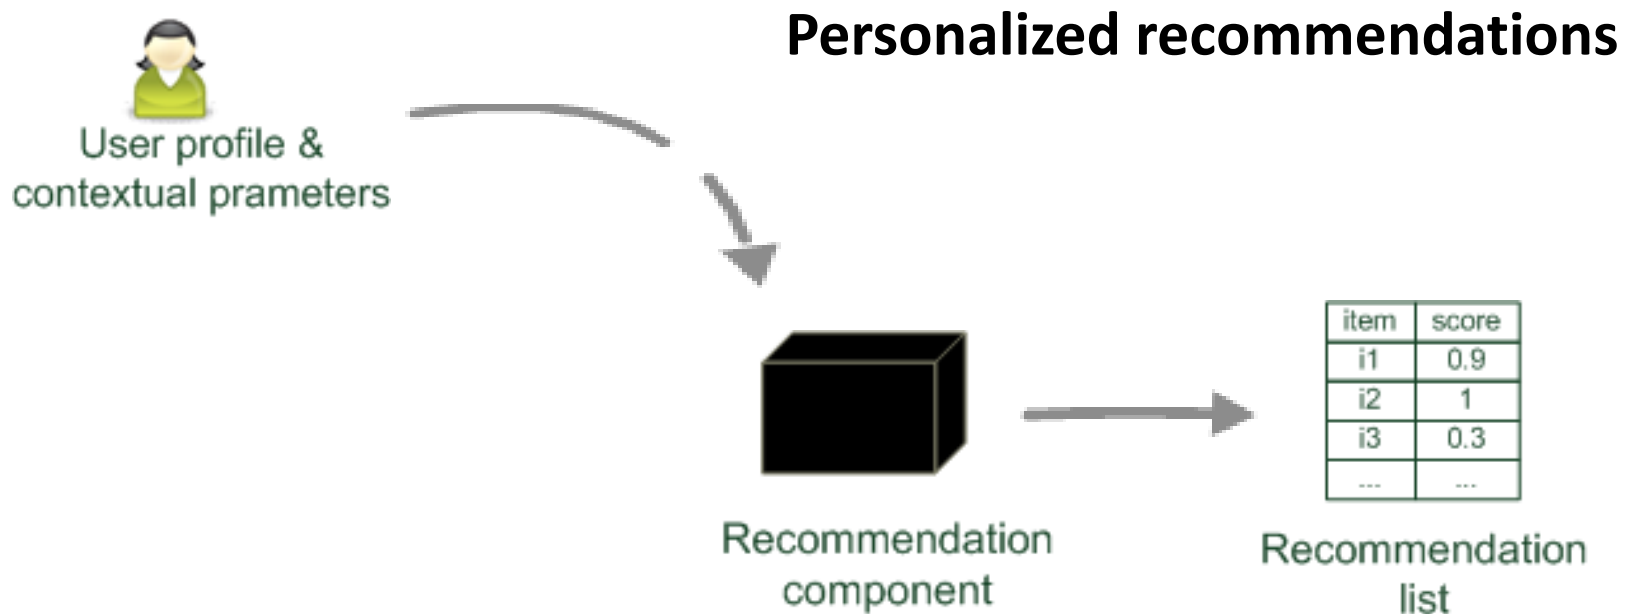 Personalized recommendations
User profile &
contextual prameters
item score
i1 0.9
i2 1
i3 0.3
... ...
Recommendation
component
Recommendation
list